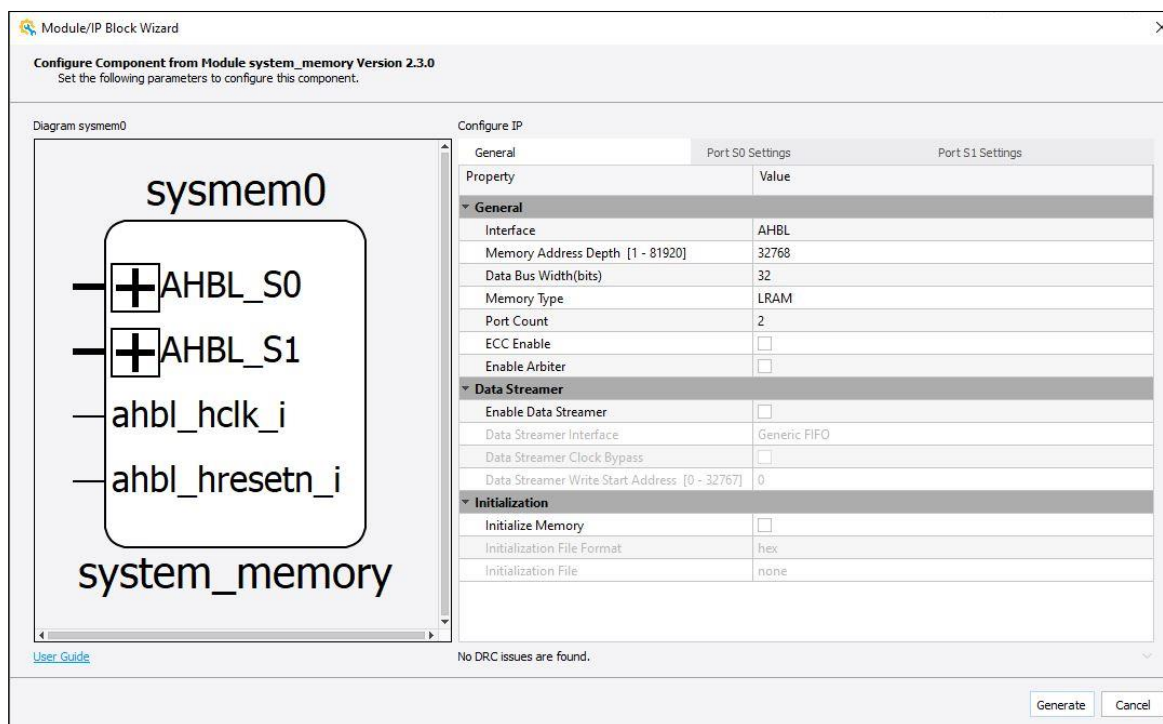 Module/IP Block Wizard
Configure Component from Module system_memory Version 2.3.0
Set the following parameters to configure this component.
Diagram sysmem0
sysmem0
AHBL_S0
AHBL_S1
ahbl_hclk_i
ahbl_hresetn_i
system_memory
User Guide
Configure IP
General Port S0 Settings Port S1 Settings
Property Value
General
Interface AHBL
Memory Address Depth [1 - 81920] 32768
Data Bus Width(bits) 32
Memory Type LRAM
Port Count 2
ECC Enable
Enable Arbiter
Data Streamer
Enable Data Streamer
Data Streamer Interface Generic FIFO
Data Streamer Clock Bypass
Data Streamer Write Start Address [0 - 32767] 0
Initialization
Initialize Memory
Initialization File Format hex
Initialization File none
No DRC issues are found.
Generate Cancel